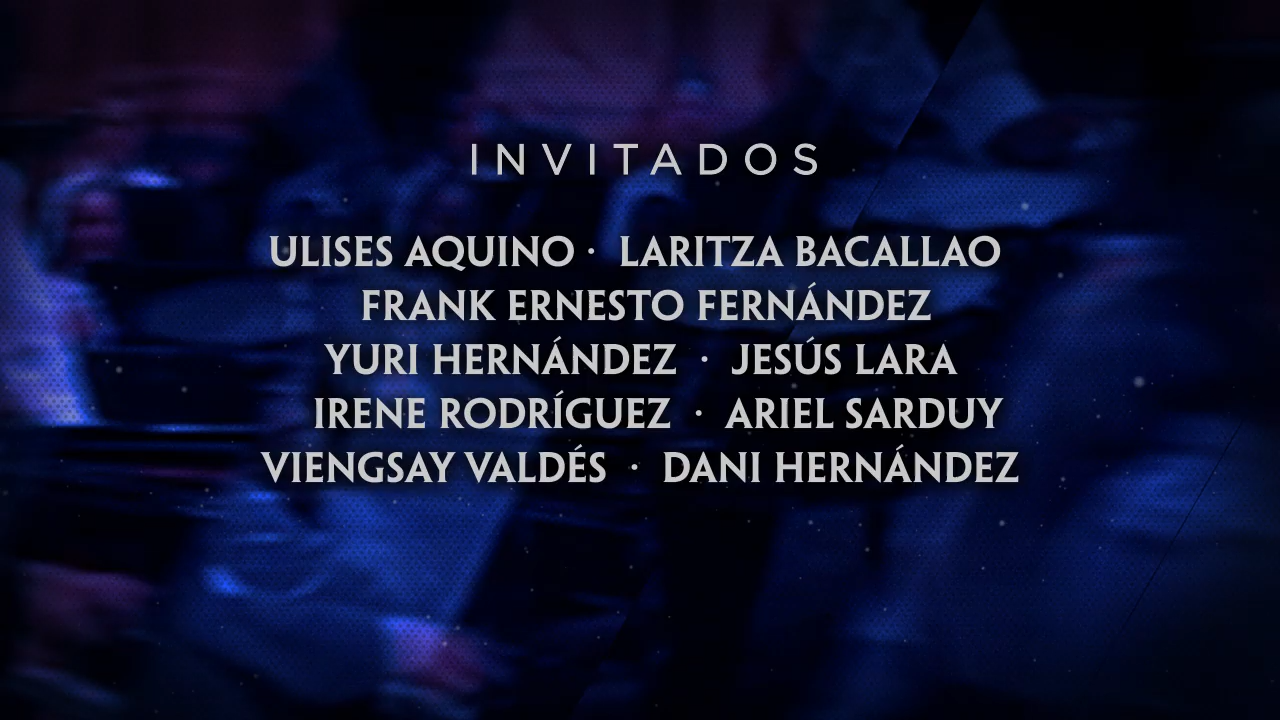 INVITADOS
ULISES AQUINO · LARITZA BACALLAO
FRANK ERNESTO FERNÁNDEZ
YURI HERNÁNDEZ · JESÚS LARA
IRENE RODRÍGUEZ · ARIEL SARDUY
VIENGSAY VALDÉS · DANI HERNÁNDEZ